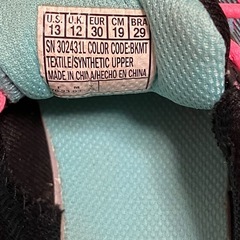 U.S. U.K. EUR CM BRA
13 12 30 19 29
SN 302431L COLOR CODE:BKMT
TEXTILE/SYNTHETIC UPPER
MADE IN CHINA/HECHO EN CHINA